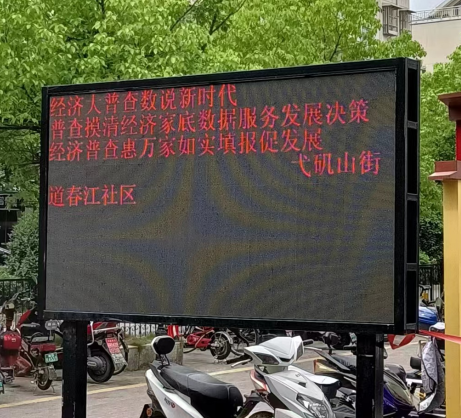 经济大普查数说新时代
普查摸清经济家底数据服务发展决策
经济普查惠万家如实填报促发展
弋矶山街
道春江社区